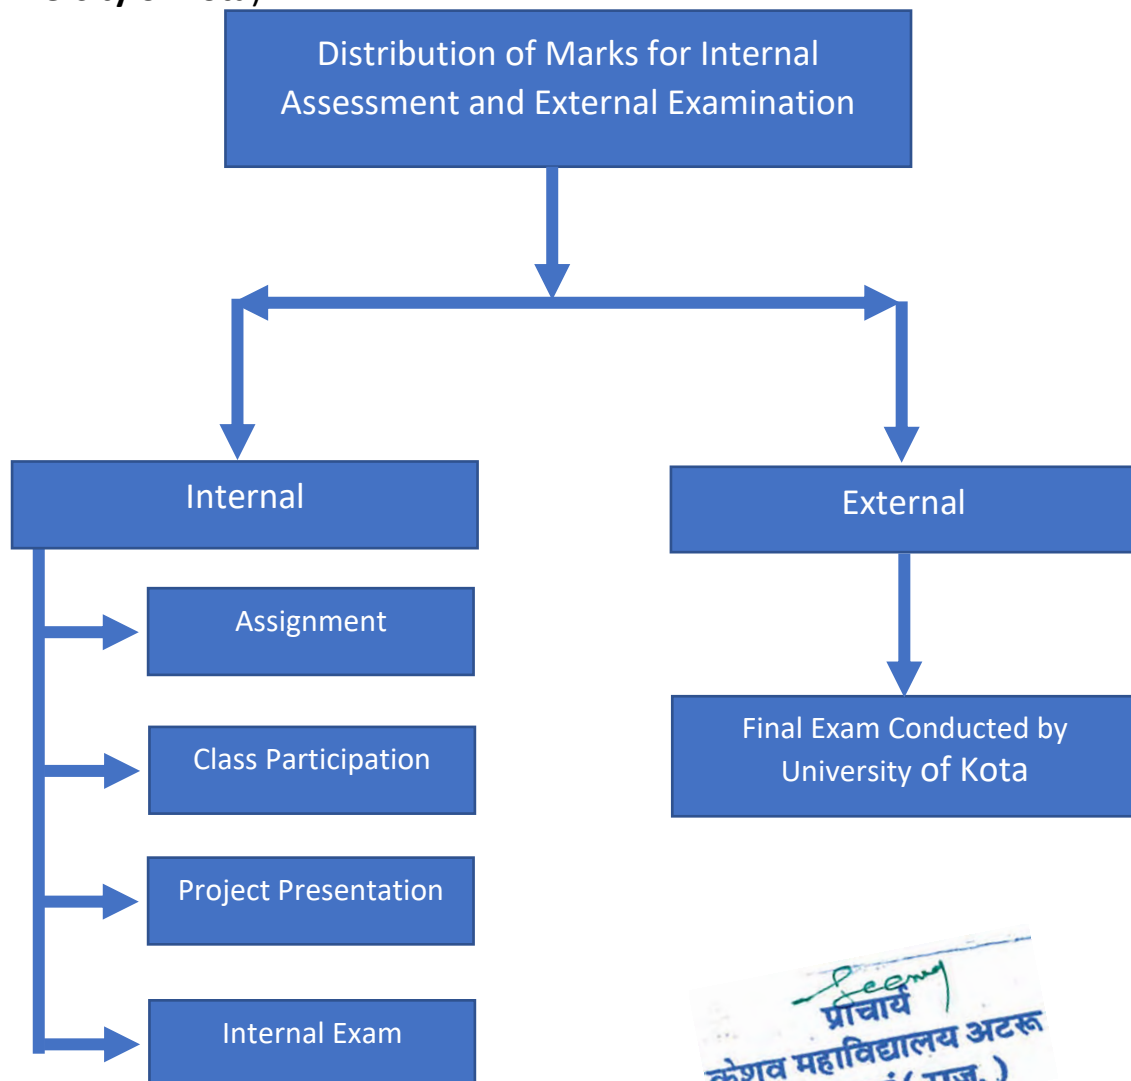 Distribution of Marks for Internal
Assessment and External Examination
Internal
External
Assignment
Class Participation
Project Presentation
Internal Exam
Final Exam Conducted by
University of Kota
प्राचार्य
केशव महाविद्यालय अटरू
( राज. )